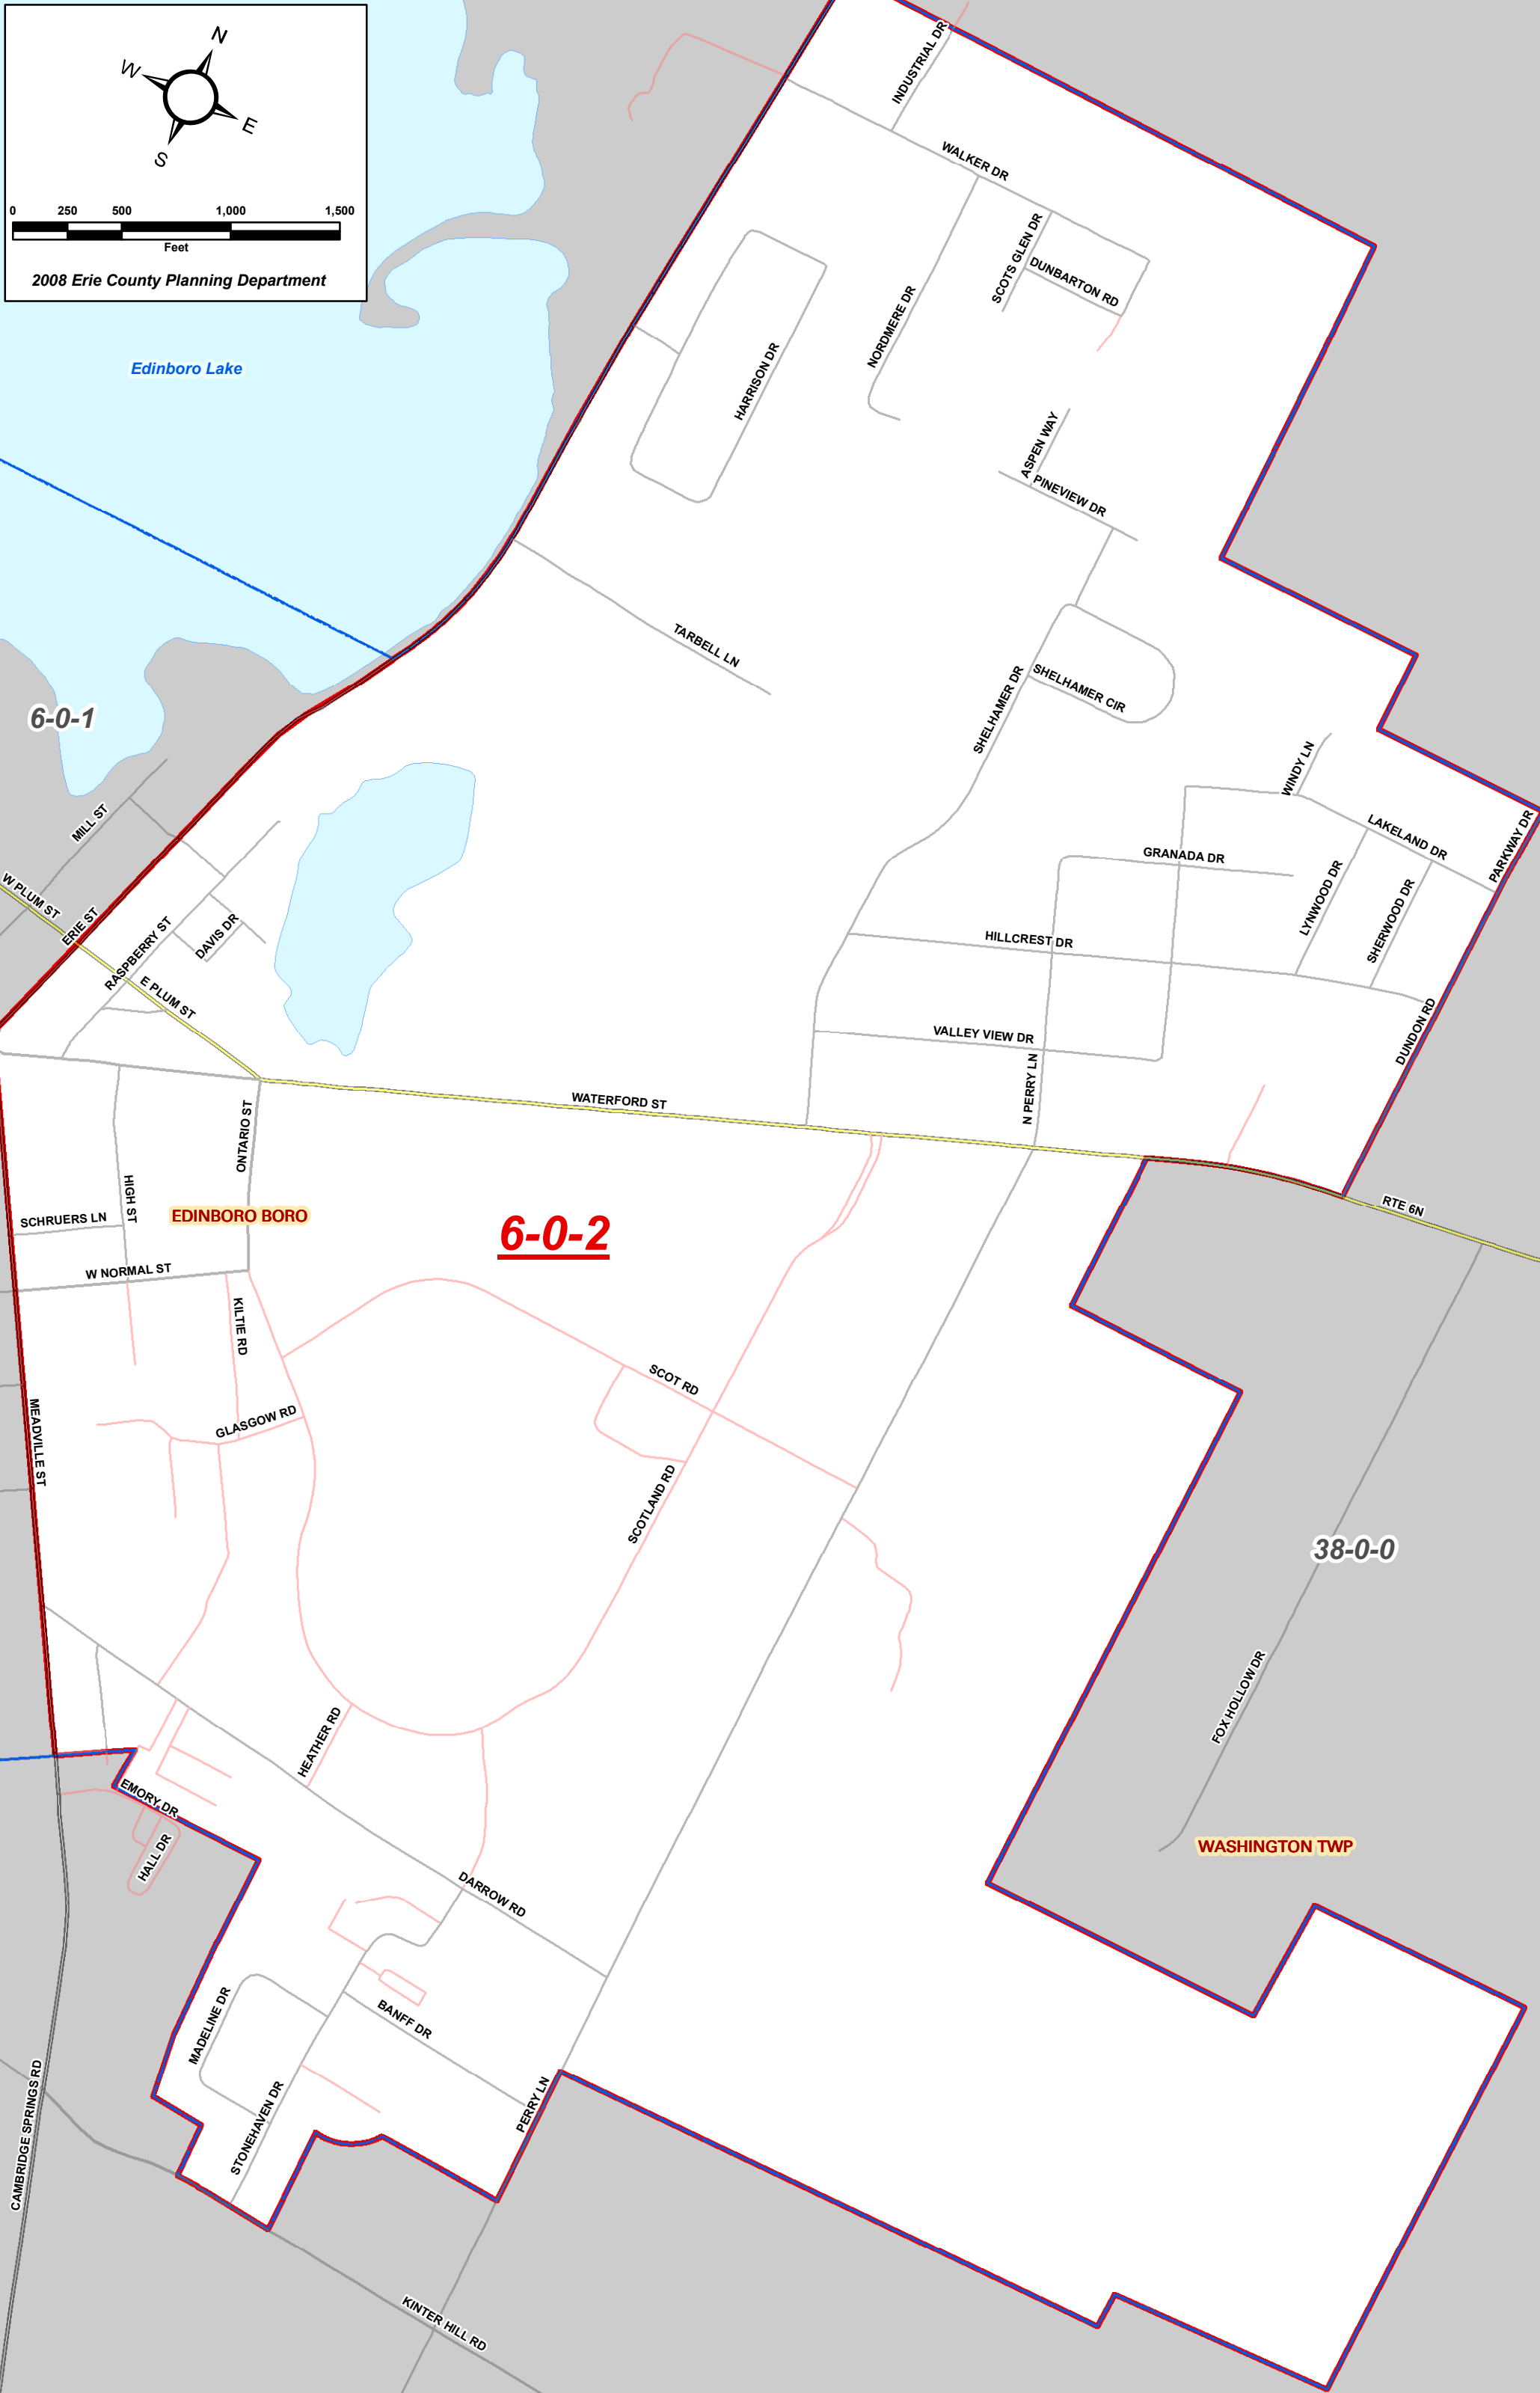 N
W
E
S
0 250 500 1,000 1,500
Feet
2008 Erie County Planning Department
INDUSTRIAL DR
WALKER DR
SCOTS GLEN DR
DUNBARTON RD
NORDMERE DR
HARRISON DR
Edinboro Lake
ASPEN WAY
PINEVIEW DR
TARBELL LN
SHELHAMER DR
SHELHAMER CIR
6-0-1
WINDY LN
MILL ST
LAKELAND DR
PARKWAY DR
GRANADA DR
LYNWOOD DR
SHERWOOD DR
W PLUM ST
ERIE ST
RASPBERRY ST
DAVIS DR
HILLCREST DR
E PLUM ST
VALLEY VIEW DR
DUNDON RD
N PERRY LN
WATERFORD ST
ONTARIO ST
HIGH ST
SCHRUERS LN
EDINBORO BORO
6-0-2
RTE 6N
W NORMAL ST
KILTIE RD
SCOT RD
MEADVILLE ST
GLASGOW RD
SCOTLAND RD
38-0-0
FOX HOLLOW DR
HEATHER RD
EMORY DR
HALL DR
WASHINGTON TWP
DARROW RD
MADELINE DR
BANFF DR
STONEHAVEN DR
PERRY LN
CAMBRIDGE SPRINGS RD
KINTER HILL RD